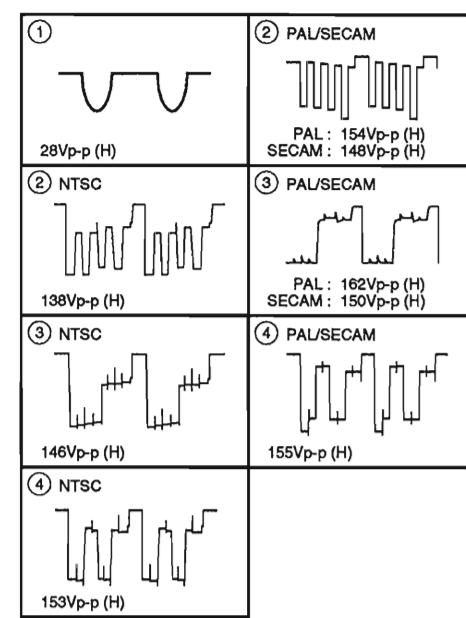 ① 
28Vp-p (H)
② PAL/SECAM
PAL : 154Vp-p (H)
SECAM : 148Vp-p (H)
② NTSC
138Vp-p (H)
③ PAL/SECAM
PAL : 162Vp-p (H)
SECAM : 150Vp-p (H)
③ NTSC
146Vp-p (H)
④ PAL/SECAM
155Vp-p (H)
④ NTSC
153Vp-p (H)